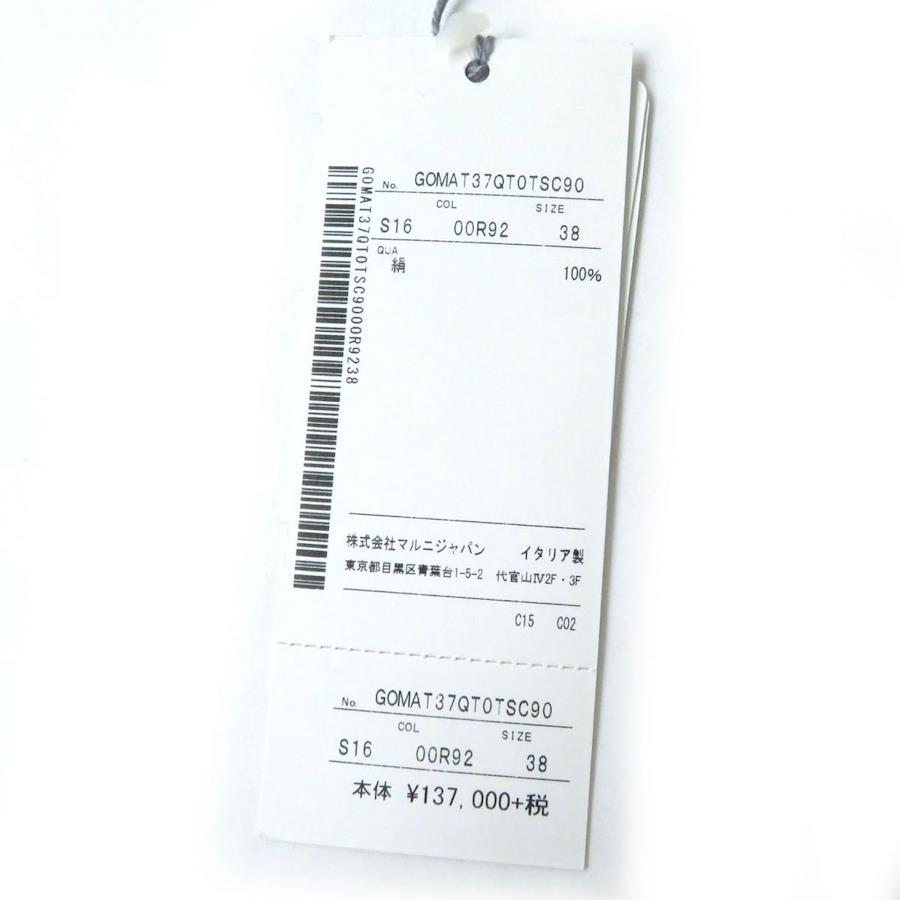 GOMAT37QT0TSC9000R9238
No. GOMAT37QT0TSC90
COL SIZE
S16 00R92 38
QUA
絹 100%
株式会社マルニジャパン イタリア製
東京都目黒区青葉台1-5-2 代官山Ⅳ2F・3F
C15 C02
No. GOMAT37QT0TSC90
COL SIZE
S16 00R92 38
本体 ¥137,000+税